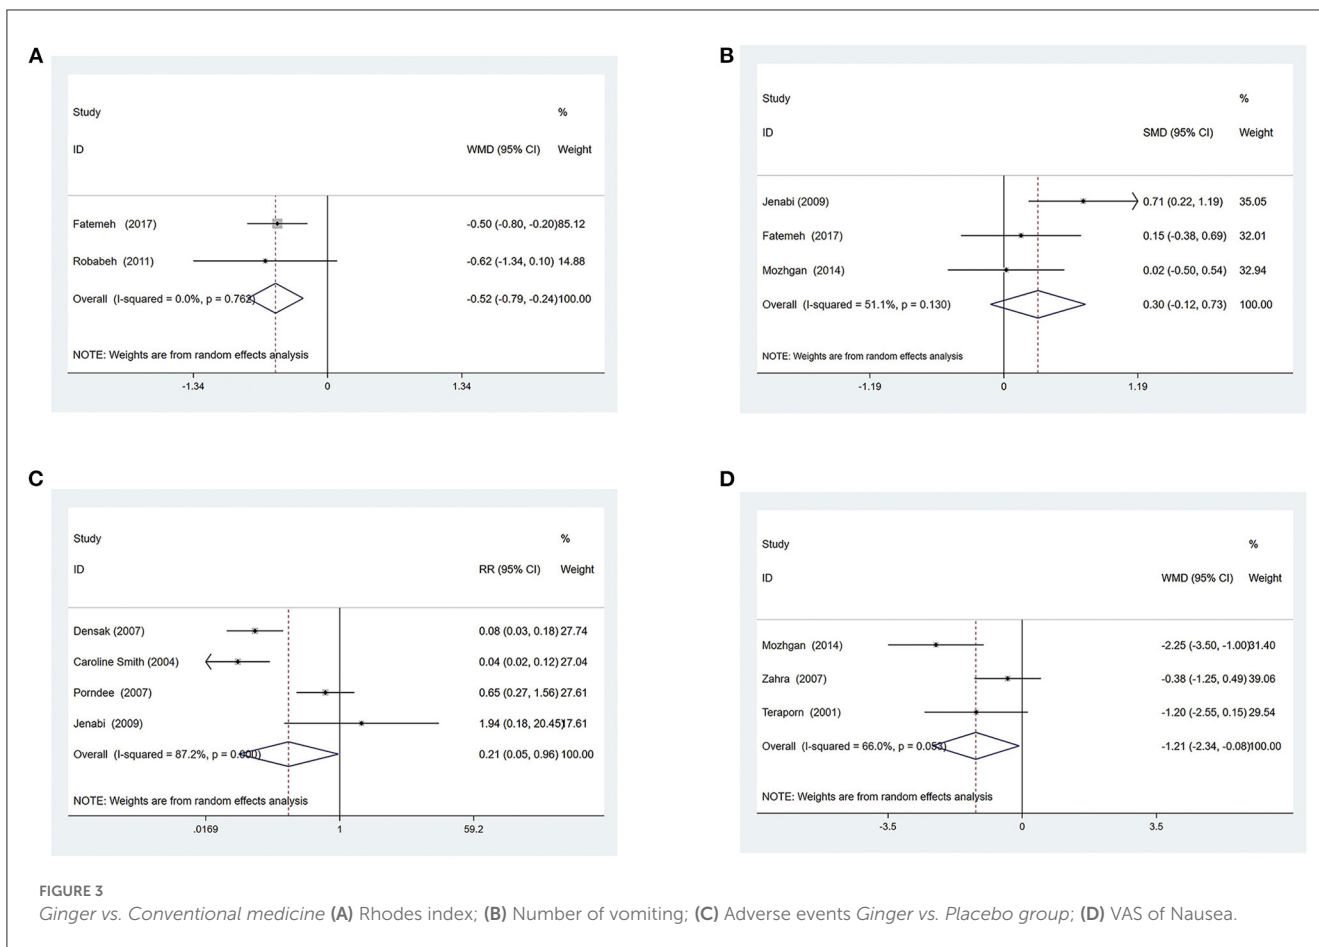 A
Study %
ID WMD (95% CI) Weight
Fatemeh (2017) -0.50 (-0.80, -0.20) 85.12
Robabeh (2011) -0.62 (-1.34, 0.10) 14.88
Overall (I-squared = 0.0%, p = 0.762) -0.52 (-0.79, -0.24) 100.00
NOTE: Weights are from random effects analysis
-1.34 0 1.34
B
Study %
ID SMD (95% CI) Weight
Jenabi (2009) 0.71 (0.22, 1.19) 35.05
Fatemeh (2017) 0.15 (-0.38, 0.69) 32.01
Mozhgan (2014) 0.02 (-0.50, 0.54) 32.94
Overall (I-squared = 51.1%, p = 0.130) 0.30 (-0.12, 0.73) 100.00
NOTE: Weights are from random effects analysis
-1.19 0 1.19
C
Study %
ID RR (95% CI) Weight
Densak (2007) 0.08 (0.03, 0.18) 27.74
Caroline Smith (2004) 0.04 (0.02, 0.12) 27.04
Porndee (2007) 0.65 (0.27, 1.56) 27.61
Jenabi (2009) 1.94 (0.18, 20.45) 17.61
Overall (I-squared = 87.2%, p = 0.000) 0.21 (0.05, 0.96) 100.00
NOTE: Weights are from random effects analysis
.0169 1 59.2
D
Study %
ID WMD (95% CI) Weight
Mozhgan (2014) -2.25 (-3.50, -1.00) 31.40
Zahra (2007) -0.38 (-1.25, 0.49) 39.06
Teraporn (2001) -1.20 (-2.55, 0.15) 29.54
Overall (I-squared = 66.0%, p = 0.053) -1.21 (-2.34, -0.08) 100.00
NOTE: Weights are from random effects analysis
-3.5 0 3.5
FIGURE 3
Ginger vs. Conventional medicine (A) Rhodes index; (B) Number of vomiting; (C) Adverse events Ginger vs. Placebo group; (D) VAS of Nausea.